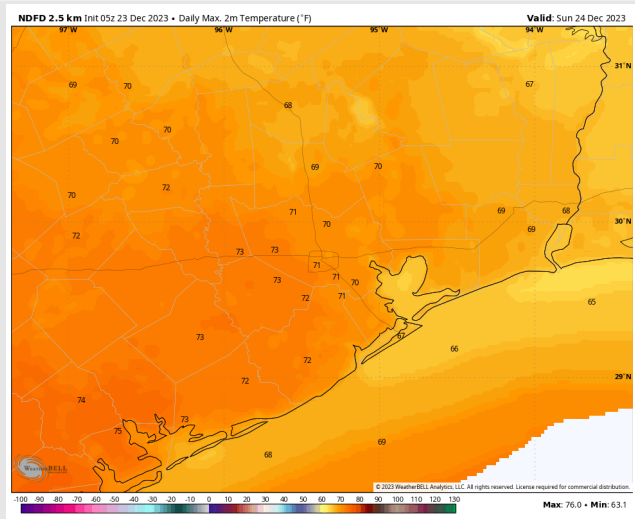 NDFD 2.5 km Init 05z 23 Dec 2023 • Daily Max. 2m Temperature (°F)
Valid: Sun 24 Dec 2023
97°W 96°W 95°W 94°W
31°N
69 70 67
68
70
70
69 70
72
70
71 69 68
30°N
70 69
72
73 73
71
71
73 70
72 71
65
73 67
66
72
29°N
72
74
73
75
69
68
WeatherBELL
© 2023 WeatherBELL Analytics, LLC. All rights reserved. License required for commercial distribution.
-100 -90 -80 -70 -60 -50 -40 -30 -20 -10 0 10 20 30 40 50 60 70 80 90 100 110 120 130
Max: 76.0 • Min: 63.1